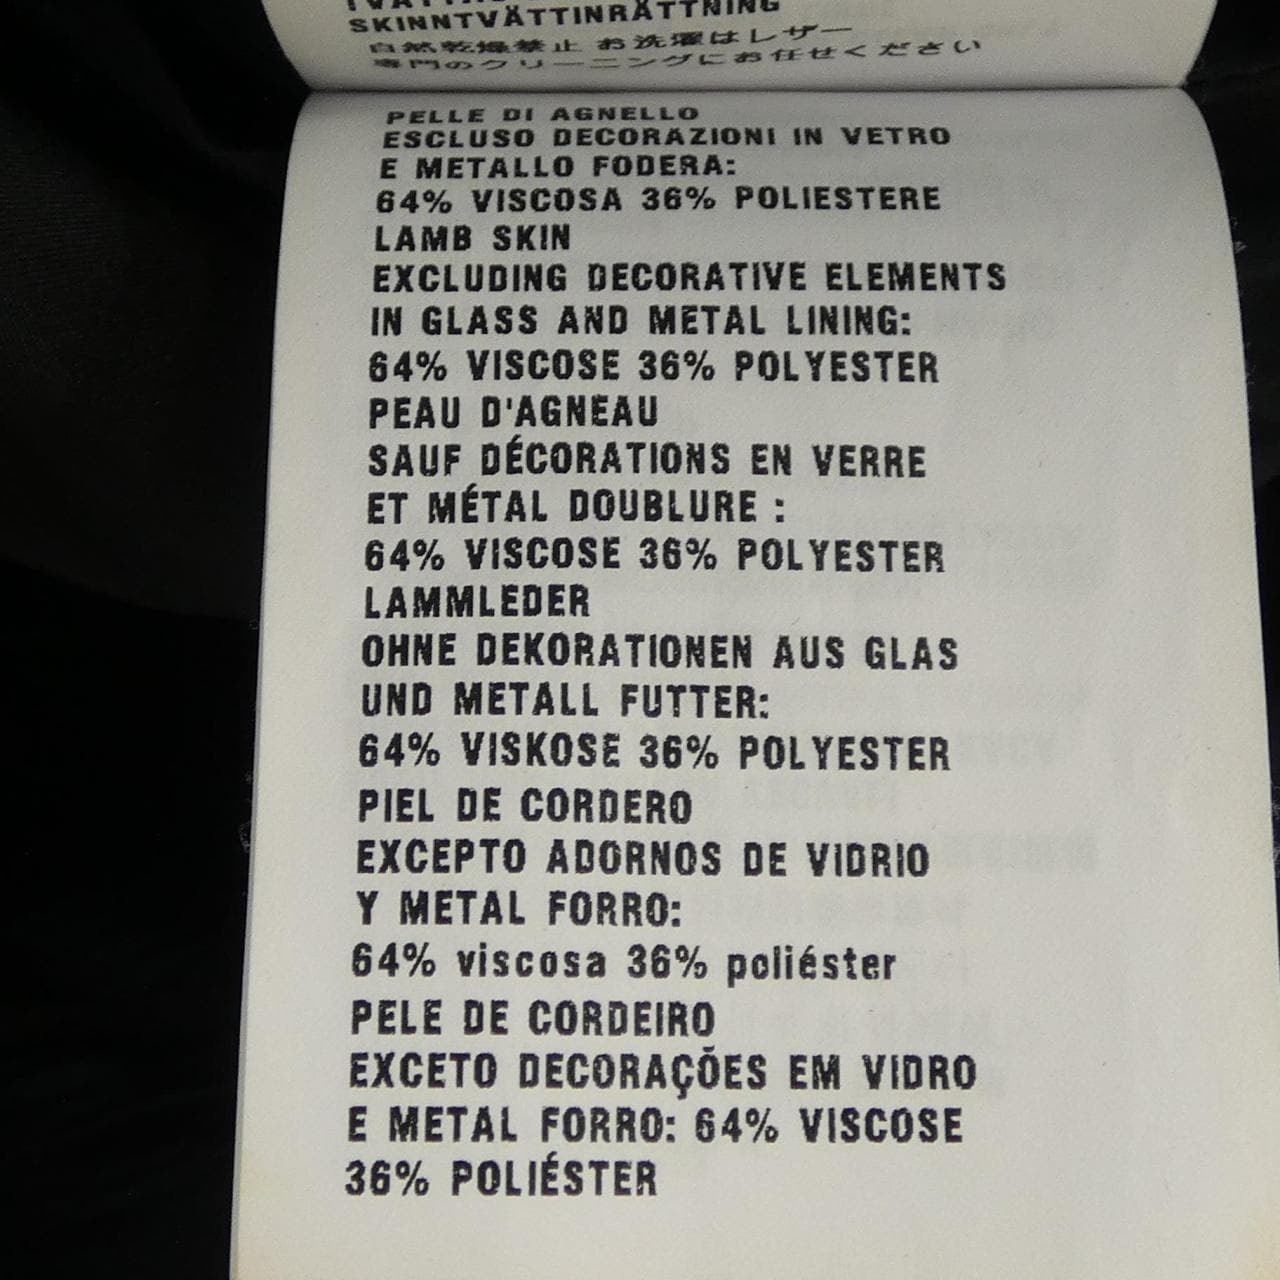 SKINNTVÄTTINRÄTTNING
自然乾燥禁止 お洗濯はレザー
専門のクリーニングにお任せください
PELLE DI AGNELLO
ESCLUSO DECORAZIONI IN VETRO
E METALLO FODERA:
64% VISCOSA 36% POLIESTERE
LAMB SKIN
EXCLUDING DECORATIVE ELEMENTS
IN GLASS AND METAL LINING:
64% VISCOSE 36% POLYESTER
PEAU D'AGNEAU
SAUF DÉCORATIONS EN VERRE
ET MÉTAL DOUBLURE :
64% VISCOSE 36% POLYESTER
LAMMLEDER
OHNE DEKORATIONEN AUS GLAS
UND METALL FUTTER:
64% VISKOSE 36% POLYESTER
PIEL DE CORDERO
EXCEPTO ADORNOS DE VIDRIO
Y METAL FORRO:
64% viscosa 36% poliéster
PELE DE CORDEIRO
EXCETO DECORAÇÕES EM VIDRO
E METAL FORRO: 64% VISCOSE
36% POLIÉSTER